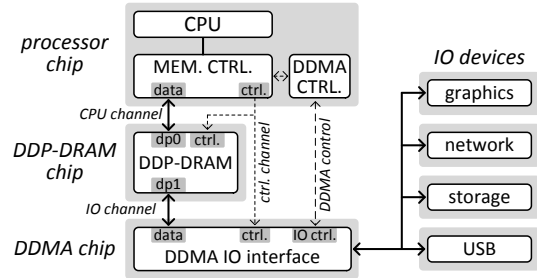 processor
chip
CPU
MEM. CTRL.
data
ctrl.
DDMA
CTRL.
IO devices
graphics
network
storage
USB
CPU channel
ctrl. channel
DDMA control
DDP-DRAM
chip
dp0
ctrl.
DDP-DRAM
dp1
IO channel
DDMA chip
data
ctrl.
IO ctrl.
DDMA IO interface